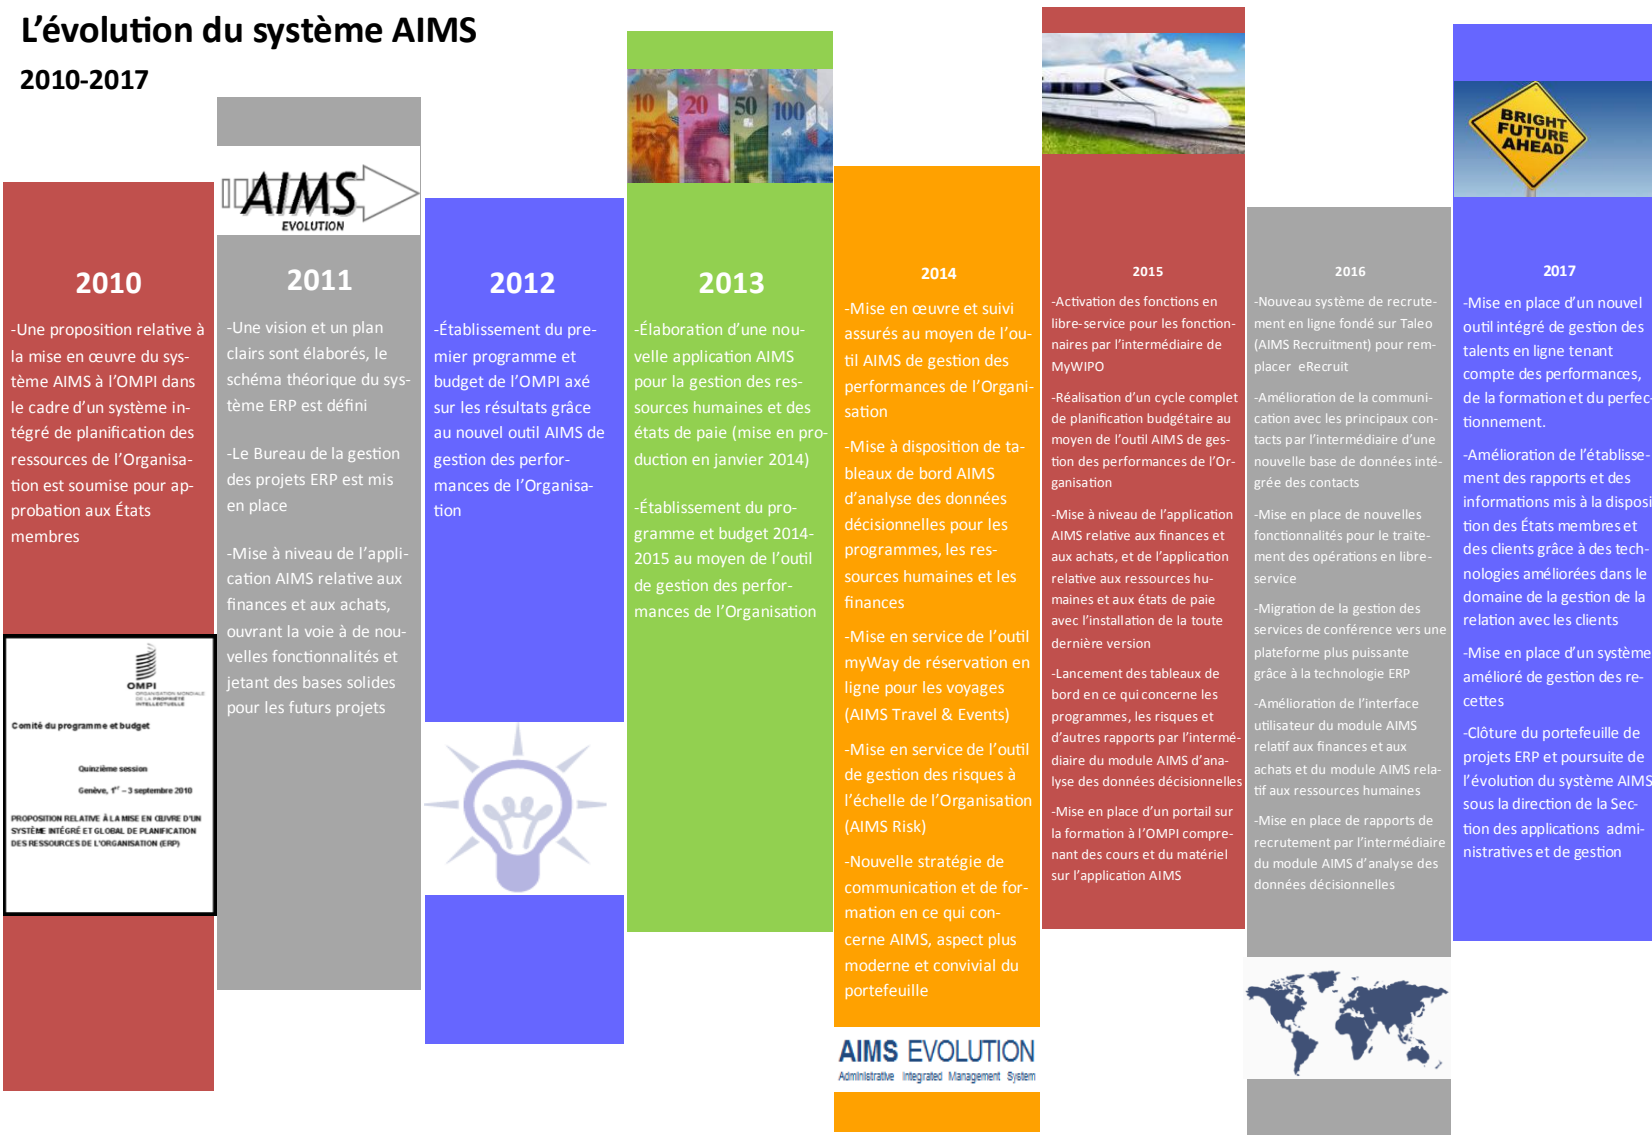 L’évolution du système AIMS
2010-2017
2010
-Une proposition relative à
la mise en œuvre du sys-
tème AIMS à l’OMPI dans
le cadre d’un système in-
tégré de planification des
ressources de l’Organisa-
tion est soumise pour ap-
probation aux États
membres
OMPI
ORGANISATION MONDIALE
DE LA PROPRIÉTÉ
INTELLECTUELLE
Comité du programme et budget
Quinzième session
Genève, 1er – 3 septembre 2010
PROPOSITION RELATIVE À LA MISE EN ŒUVRE D'UN
SYSTÈME INTÉGRÉ ET GLOBAL DE PLANIFICATION
DES RESSOURCES DE L'ORGANISATION (ERP)
AIMS
EVOLUTION
2011
-Une vision et un plan
clairs sont élaborés, le
schéma théorique du sys-
tème ERP est défini
-Le Bureau de la gestion
des projets ERP est mis
en place
-Mise à niveau de l’appli-
cation AIMS relative aux
finances et aux achats,
ouvrant la voie à de nou-
velles fonctionnalités et
jetant des bases solides
pour les futurs projets
2012
-Établissement du pre-
mier programme et
budget de l’OMPI axé
sur les résultats grâce
au nouvel outil AIMS de
gestion des perfor-
mances de l’Organisa-
tion
10 20 50 100
2013
-Élaboration d’une nou-
velle application AIMS
pour la gestion des res-
sources humaines et des
états de paie (mise en pro-
duction en janvier 2014)
-Établissement du pro-
gramme et budget 2014-
2015 au moyen de l’outil
de gestion des perfor-
mances de l’Organisation
2014
-Mise en œuvre et suivi
assurés au moyen de l’ou-
til AIMS de gestion des
performances de l’Organi-
sation
-Mise à disposition de ta-
bleaux de bord AIMS
d’analyse des données
décisionnelles pour les
programmes, les res-
sources humaines et les
finances
-Mise en service de l’outil
myWay de réservation en
ligne pour les voyages
(AIMS Travel & Events)
-Mise en service de l’outil
de gestion des risques à
l’échelle de l’Organisation
(AIMS Risk)
-Nouvelle stratégie de
communication et de for-
mation en ce qui con-
cerne AIMS, aspect plus
moderne et convivial du
portefeuille
AIMS EVOLUTION
Administrative Integrated Management System
2015
-Activation des fonctions en
libre-service pour les fonction-
naires par l’intermédiaire de
MyWIPO
-Réalisation d’un cycle complet
de planification budgétaire au
moyen de l’outil AIMS de ges-
tion des performances de l’Or-
ganisation
-Mise à niveau de l’application
AIMS relative aux finances et
aux achats, et de l’application
relative aux ressources hu-
maines et aux états de paie
avec l’installation de la toute
dernière version
-Lancement des tableaux de
bord en ce qui concerne les
programmes, les risques et
d’autres rapports par l’intermé-
diaire du module AIMS d’ana-
lyse des données décisionnelles
-Mise en place d’un portail sur
la formation à l’OMPI compre-
nant des cours et du matériel
sur l’application AIMS
2016
-Nouveau système de recrute-
ment en ligne fondé sur Taleo
(AIMS Recruitment) pour rem-
placer eRecruit
-Amélioration de la communi-
cation avec les principaux con-
tacts par l’intermédiaire d’une
nouvelle base de données inté-
grée des contacts
-Mise en place de nouvelles
fonctionnalités pour le traite-
ment des opérations en libre-
service
-Migration de la gestion des
services de conférence vers une
plateforme plus puissante
grâce à la technologie ERP
-Amélioration de l’interface
utilisateur du module AIMS
relatif aux finances et aux
achats et du module AIMS rela-
tif aux ressources humaines
-Mise en place de rapports de
recrutement par l’intermédiaire
du module AIMS d’analyse des
données décisionnelles
BRIGHT
FUTURE
AHEAD
2017
-Mise en place d’un nouvel
outil intégré de gestion des
talents en ligne tenant
compte des performances,
de la formation et du perfec-
tionnement.
-Amélioration de l’établisse-
ment des rapports et des
informations mis à la disposi
tion des États membres et
des clients grâce à des tech-
nologies améliorées dans le
domaine de la gestion de la
relation avec les clients
-Mise en place d’un système
amélioré de gestion des re-
cettes
-Clôture du portefeuille de
projets ERP et poursuite de
l’évolution du système AIMS
sous la direction de la Sec-
tion des applications admi-
nistratives et de gestion